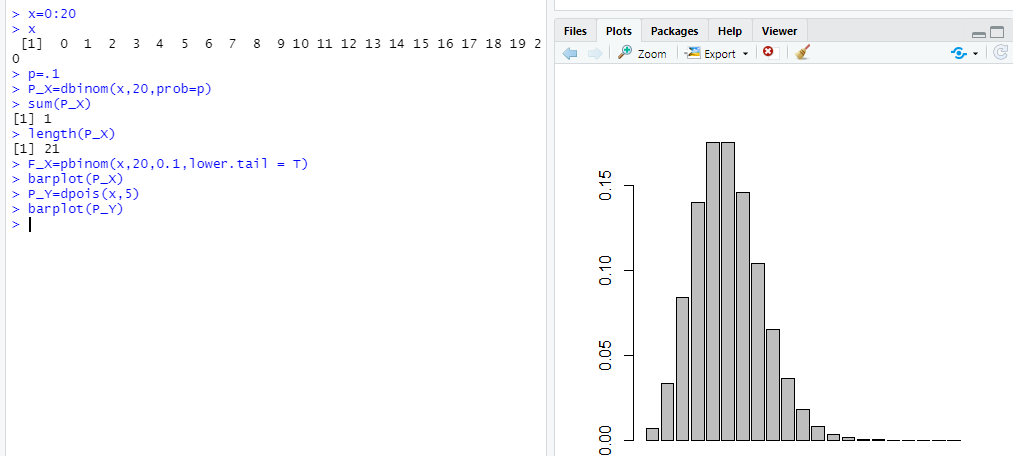 > x=0:20
> x
[1] 0 1 2 3 4 5 6 7 8 9 10 11 12 13 14 15 16 17 18 19 2
0
> p=.1
> P_X=dbinom(x,20,prob=p)
> sum(P_X)
[1] 1
> length(P_X)
[1] 21
> F_X=pbinom(x,20,0.1,lower.tail = T)
> barplot(P_X)
> P_Y=dpois(x,5)
> barplot(P_Y)
>
Files Plots Packages Help Viewer
Zoom Export
0.15
0.10
0.05
0.00